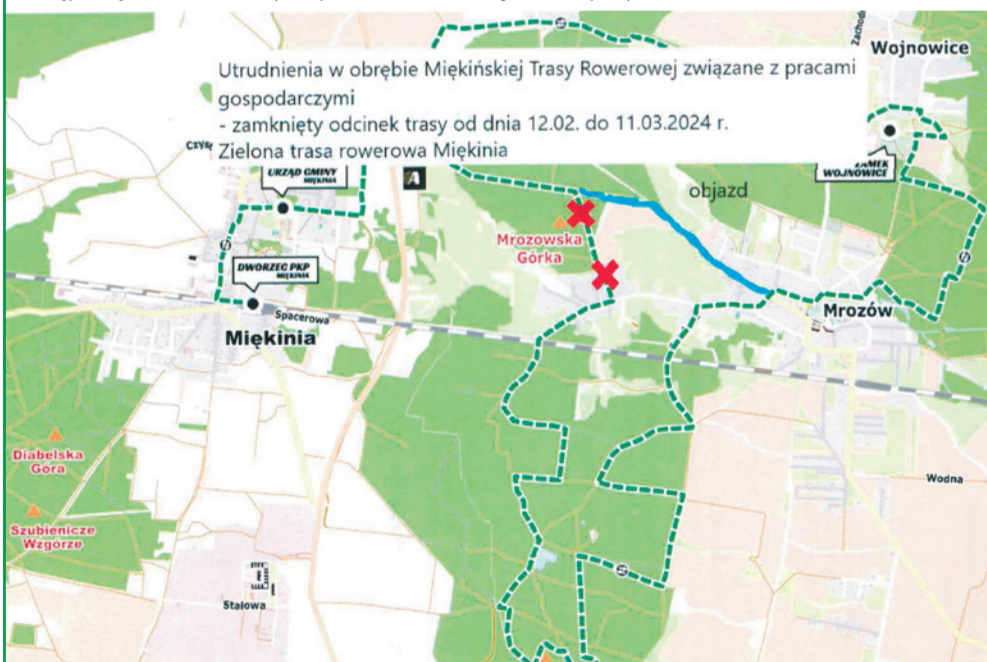 Wojnowice
Zachod
Utrudnienia w obrębie Miękińskiej Trasy Rowerowej związane z pracami
gospodarczymi
- zamknięty odcinek trasy od dnia 12.02. do 11.03.2024 r.
Zielona trasa rowerowa Miękinia
ZAMEK
WOJNOWICE
URZĄD GMINY
MIĘKINIA
A
objazd
Mrozowska
Górka
DWORZEC PKP
MIĘKINIA
Spacerowa
Mrozów
Miękinia
Diabelska
Góra
Wodna
Szubienicze
Wzgórze
Stalowa